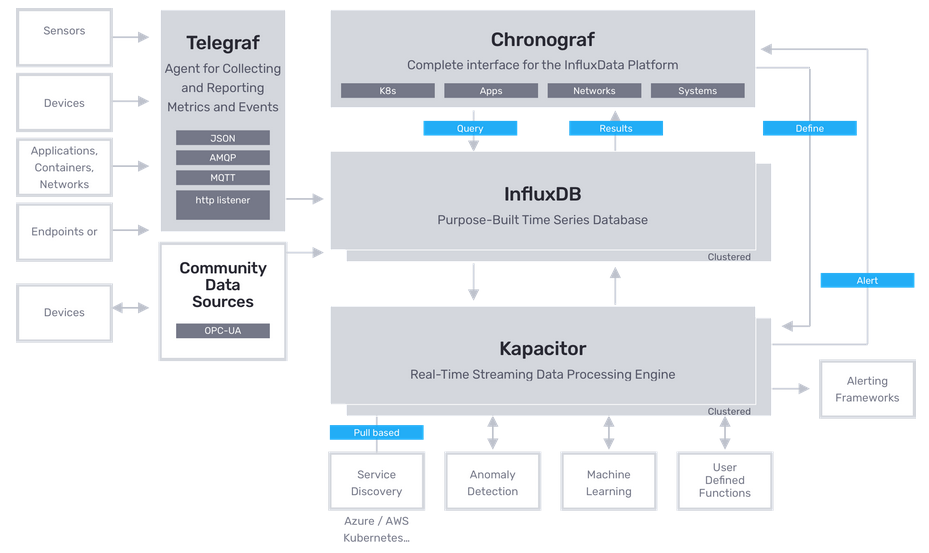 Sensors
Devices
Applications,
Containers,
Networks
Endpoints or
Devices
Telegraf
Agent for Collecting
and Reporting
Metrics and Events
JSON
AMQP
MQTT
http listener
Community
Data
Sources
OPC-UA
Chronograf
Complete interface for the InfluxData Platform
K8s
Apps
Networks
Systems
Query
Results
Define
InfluxDB
Purpose-Built Time Series Database
Clustered
Alert
Kapacitor
Real-Time Streaming Data Processing Engine
Clustered
Alerting
Frameworks
Pull based
Service
Discovery
Anomaly
Detection
Machine
Learning
User
Defined
Functions
Azure / AWS
Kubernetes...